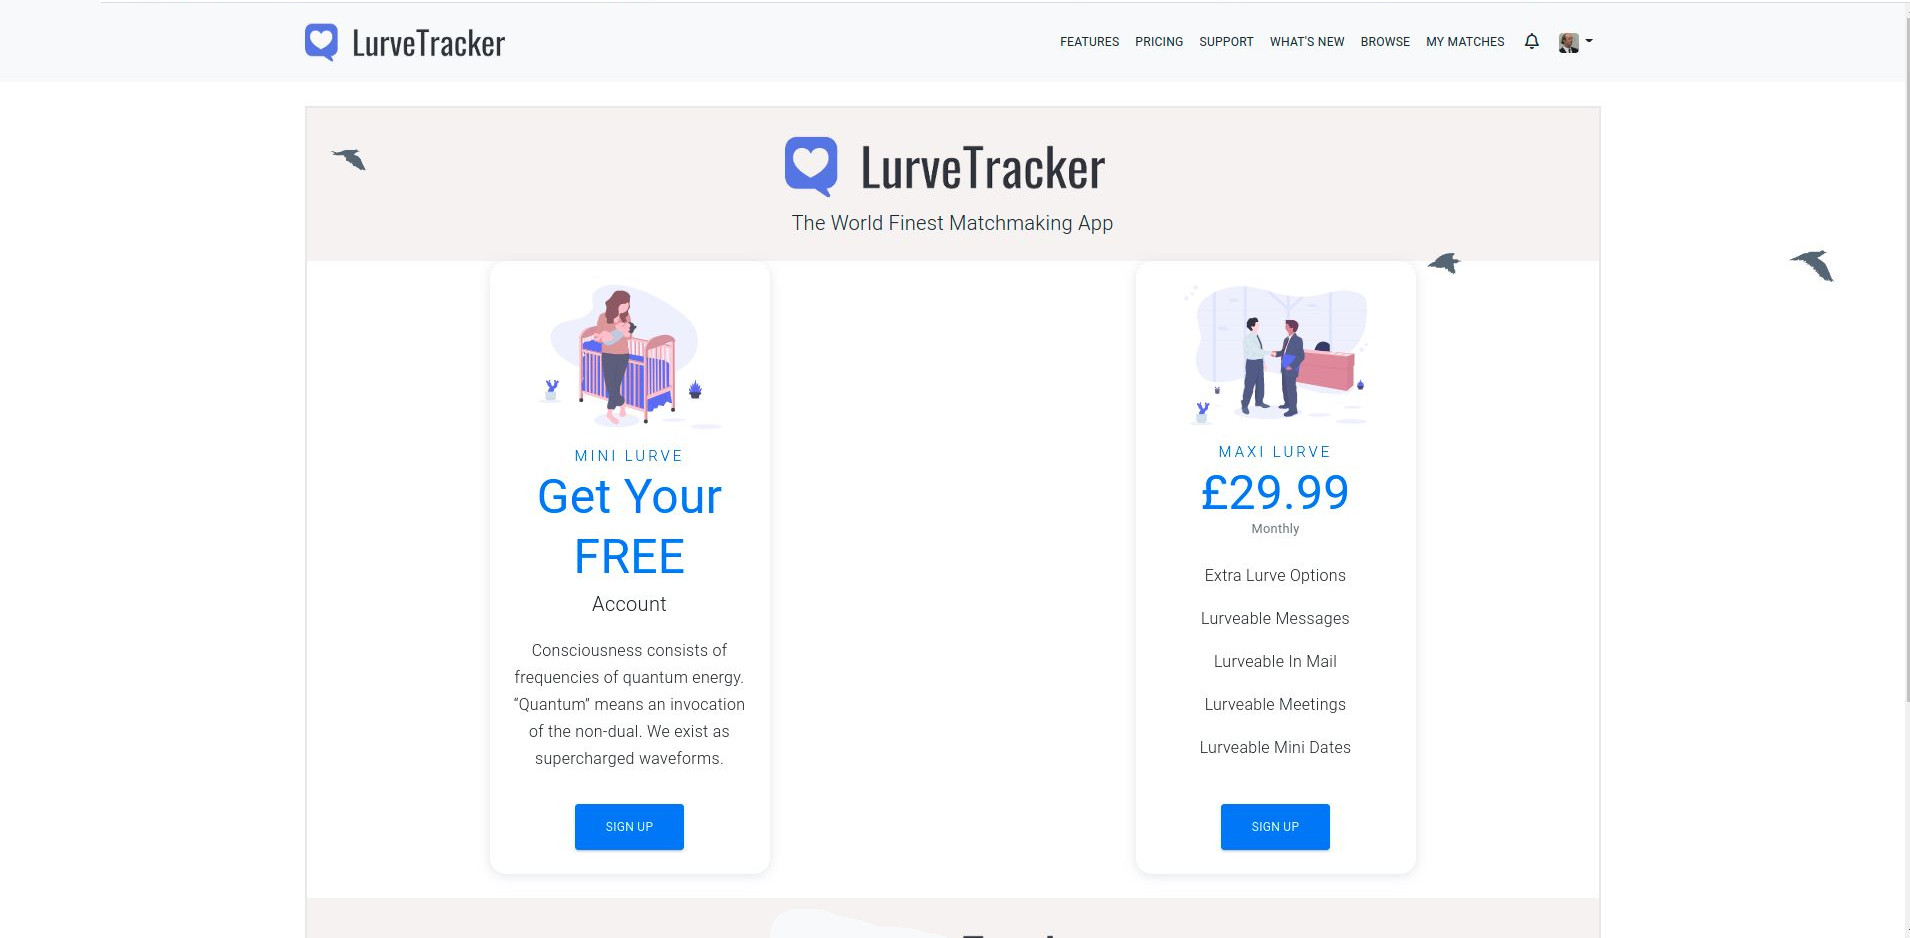 LurveTracker
FEATURES PRICING SUPPORT WHAT'S NEW BROWSE MY MATCHES
LurveTracker
The World Finest Matchmaking App
MINI LURVE
Get Your
FREE
Account
Consciousness consists of
frequencies of quantum energy.
“Quantum” means an invocation
of the non-dual. We exist as
supercharged waveforms.
SIGN UP
MAXI LURVE
£29.99
Monthly
Extra Lurve Options
Lurveable Messages
Lurveable In Mail
Lurveable Meetings
Lurveable Mini Dates
SIGN UP